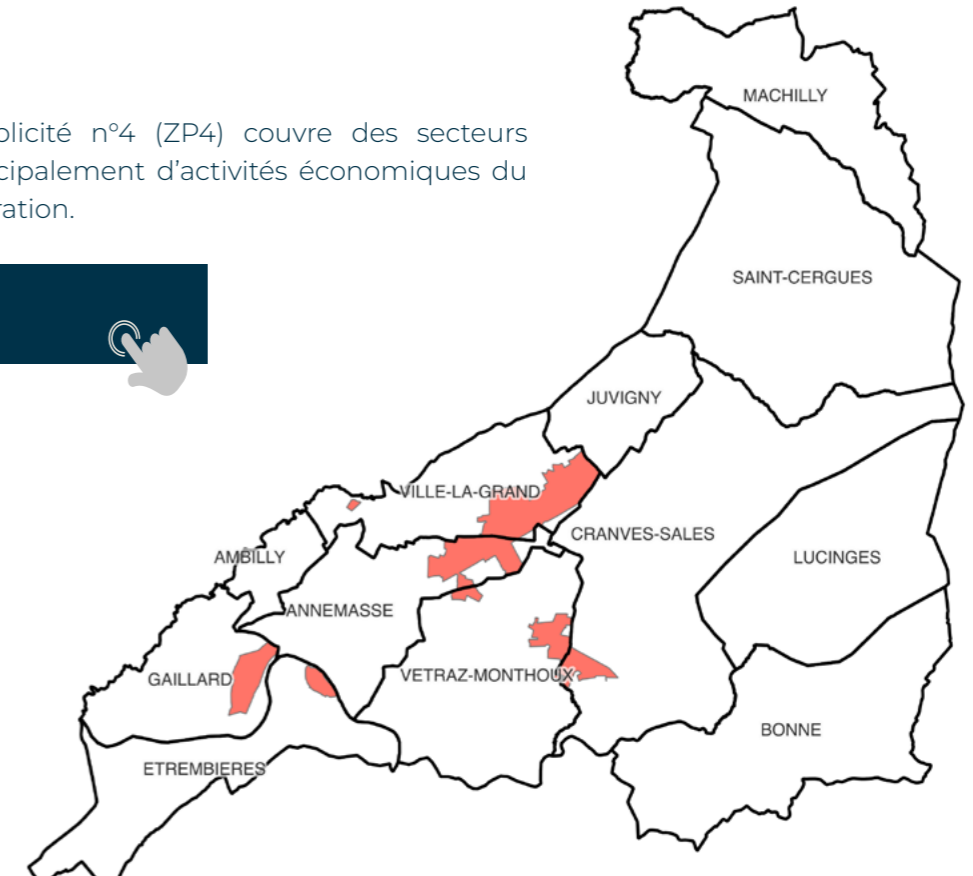 MACHILLY
blicité n°4 (ZP4) couvre des secteurs
cipalement d'activités économiques du
ration.
SAINT-CERGUES
JUVIGNY
VILLE-LA-GRAND
CRANVES-SALES
AMBILLY
LUCINGES
ANNEMASSE
GAILLARD
VETRAZ-MONTHOUX
BONNE
ETREMBIERES